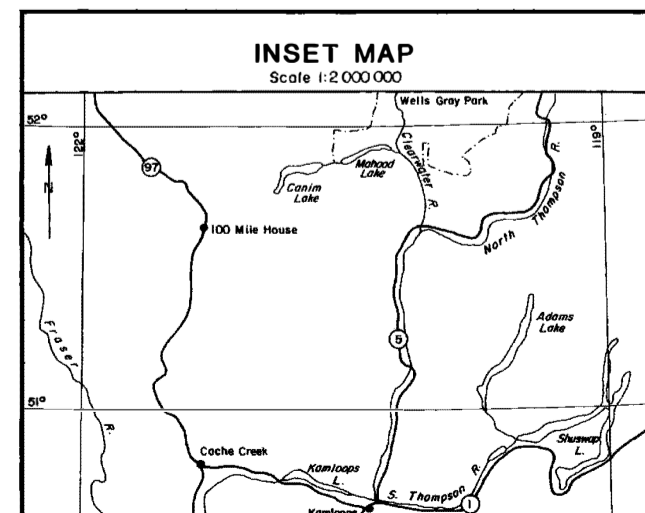 INSET MAP
Scale 1:2 000 000
Wells Gray Park
52°
122°
119°
Clearwater R.
97
Mahood
Lake
Canim
Lake
N
R.
North Thompson
100 Mile House
Adams
Lake
Fraser
R.
5
51°
Shuswap
L.
Cache Creek
Kamloops
L.
S. Thompson R.
1
Kamloops